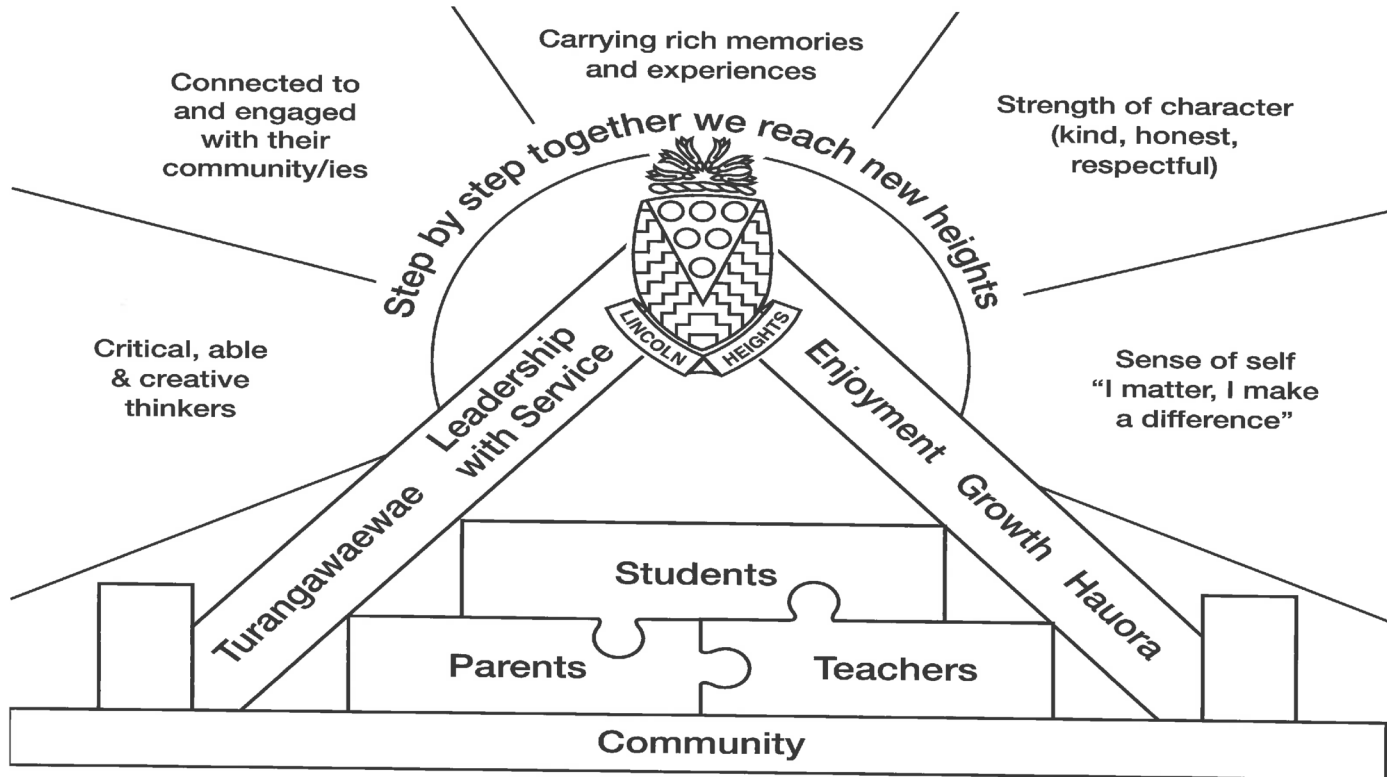 Carrying rich memories
and experiences
Connected to
and engaged
with their
community/ies
Strength of character
(kind, honest,
respectful)
Step by step together we reach new heights
Critical, able
& creative
thinkers
Sense of self
"I matter, I make
a difference"
LINCOLN HEIGHTS
Leadership
with Service
Turangawaewae
Enjoyment Growth Hauora
Students
Parents
Teachers
Community